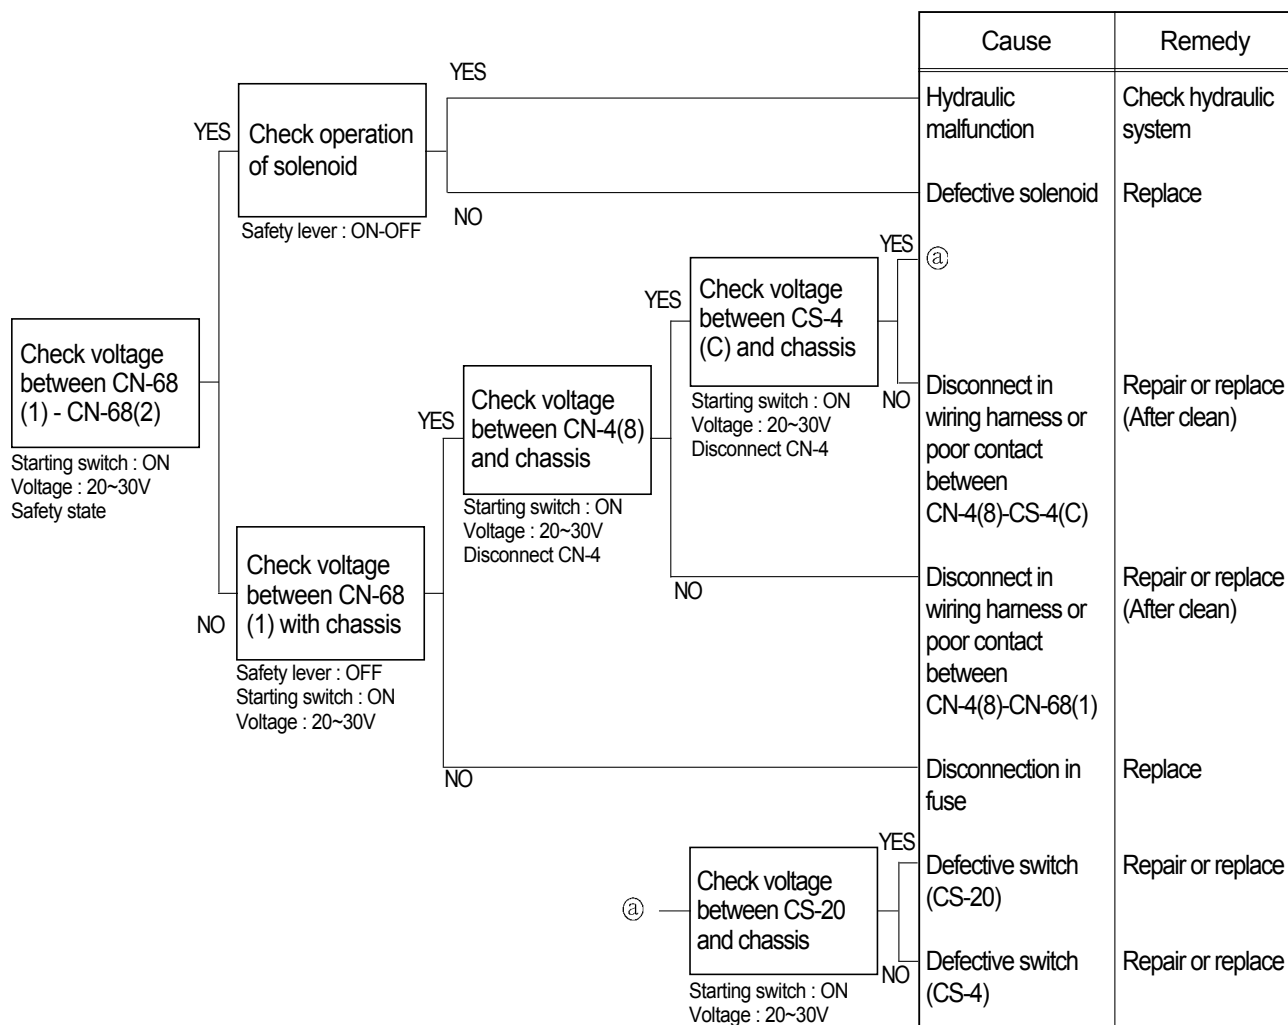 Cause
Remedy
YES
Hydraulic
malfunction
Check hydraulic
system
YES
Check operation
of solenoid
Defective solenoid
Replace
NO
Safety lever : ON-OFF
YES
ⓐ
YES
Check voltage
between CS-4
(C) and chassis
Check voltage
between CN-68
(1) - CN-68(2)
NO
Disconnect in
wiring harness or
poor contact
between
CN-4(8)-CS-4(C)
Repair or replace
(After clean)
Starting switch : ON
Voltage : 20~30V
Disconnect CN-4
YES
Check voltage
between CN-4(8)
and chassis
Starting switch : ON
Voltage : 20~30V
Safety state
Starting switch : ON
Voltage : 20~30V
Disconnect CN-4
Check voltage
between CN-68
(1) with chassis
NO
NO
Disconnect in
wiring harness or
poor contact
between
CN-4(8)-CN-68(1)
Repair or replace
(After clean)
Safety lever : OFF
Starting switch : ON
Voltage : 20~30V
NO
Disconnection in
fuse
Replace
YES
ⓐ
Check voltage
between CS-20
and chassis
Defective switch
(CS-20)
Repair or replace
NO
Defective switch
(CS-4)
Repair or replace
Starting switch : ON
Voltage : 20~30V